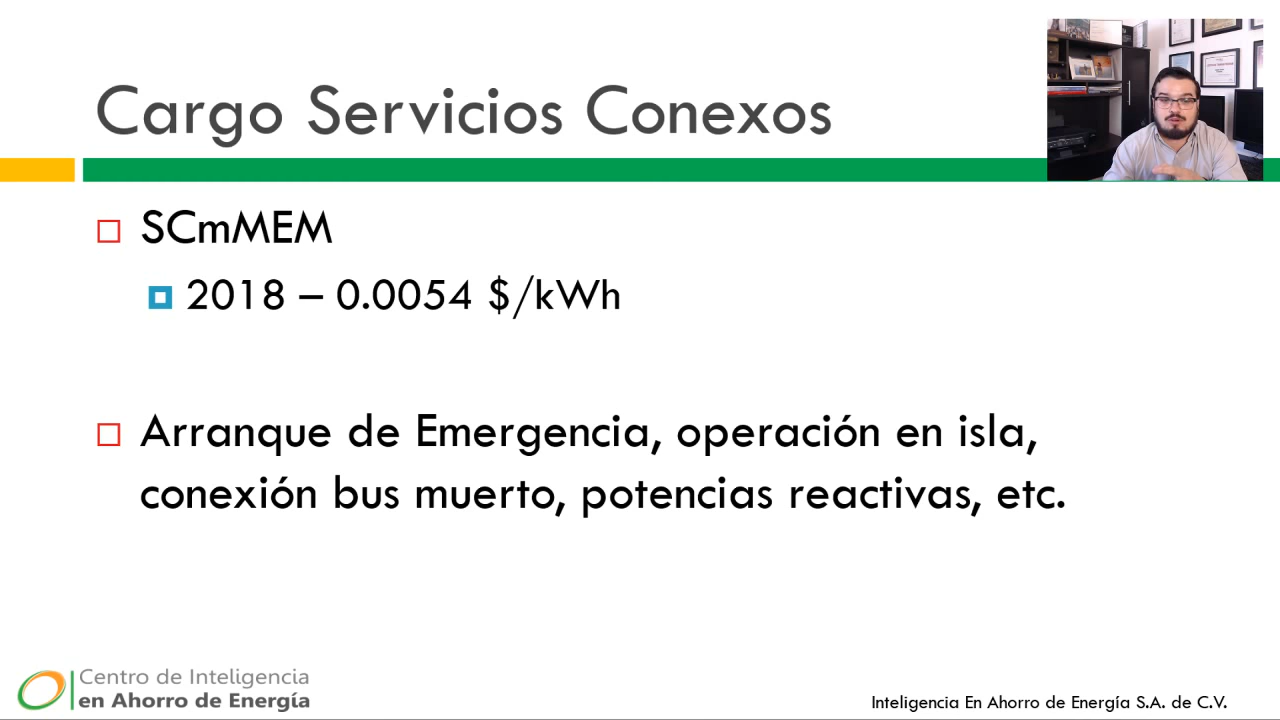 Cargo Servicios Conexos
SCmMEM
2018 – 0.0054 $/kWh
Arranque de Emergencia, operación en isla,
conexión bus muerto, potencias reactivas, etc.
Centro de Inteligencia
en Ahorro de Energía
Inteligencia En Ahorro de Energía S.A. de C.V.